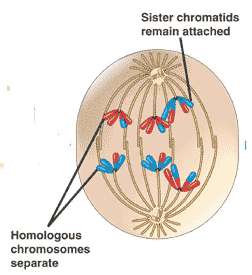 Sister chromatids
remain attached
Homologous
chromosomes
separate